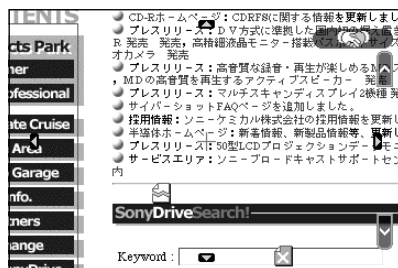 TENTS
cts Park
ner
ofessional
ate Cruise
Area
Garage
nfo.
tners
ange
CD-Rホームページ：CDRFSに関する情報を更新しまし
プレスリリース：ＤＶ方式に準拠した
R 発売 発売，高精細液晶モニター搭載
オカメラ 発売
プレスリリース：高音質な録音・再生が楽しめるM
，ＭＤの高音質を再生するアクティブスピーカー 発
プレスリリース：マルチスキャンディスプレイ2機種 発
サイバーショットFAQページを追加しました。
採用情報：ソニーケミカル株式会社の採用情報を更新し
半導体ホームページ：新着情報、新製品情報等、更新し
プレスリリース：50型LCDプロジェクションデータモニ
サービスエリア：ソニーブロードキャストサポートセン
内
SonyDriveSearch!
Keyword :